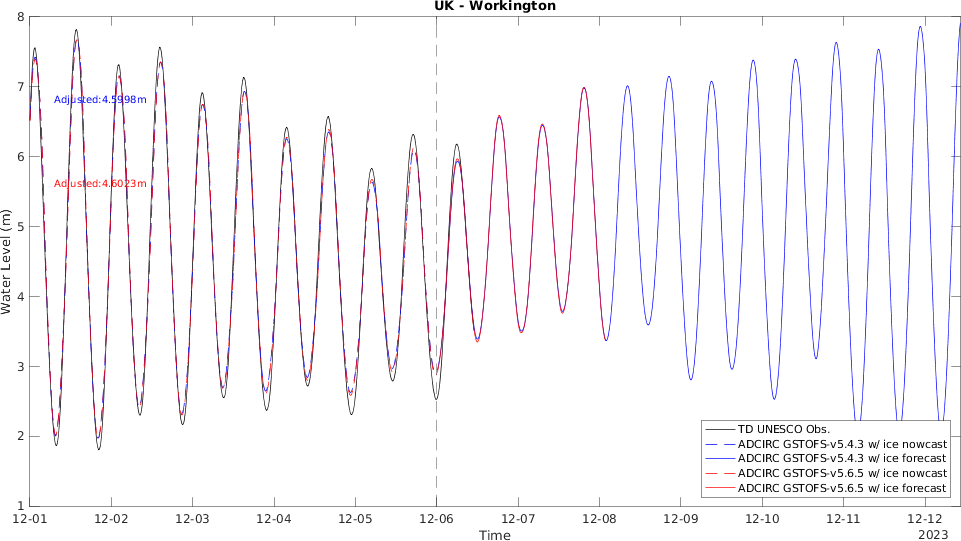 UK - Workington
8
7
6
5
4
3
2
1
Water Level (m)
Adjusted:4.5998m
Adjusted:4.6023m
TD UNESCO Obs.
ADCIRC GSTOFS-v5.4.3 w/ ice nowcast
ADCIRC GSTOFS-v5.4.3 w/ ice forecast
ADCIRC GSTOFS-v5.6.5 w/ ice nowcast
ADCIRC GSTOFS-v5.6.5 w/ ice forecast
12-01 12-02 12-03 12-04 12-05 12-06 12-07 12-08 12-09 12-10 12-11 12-12
Time
2023